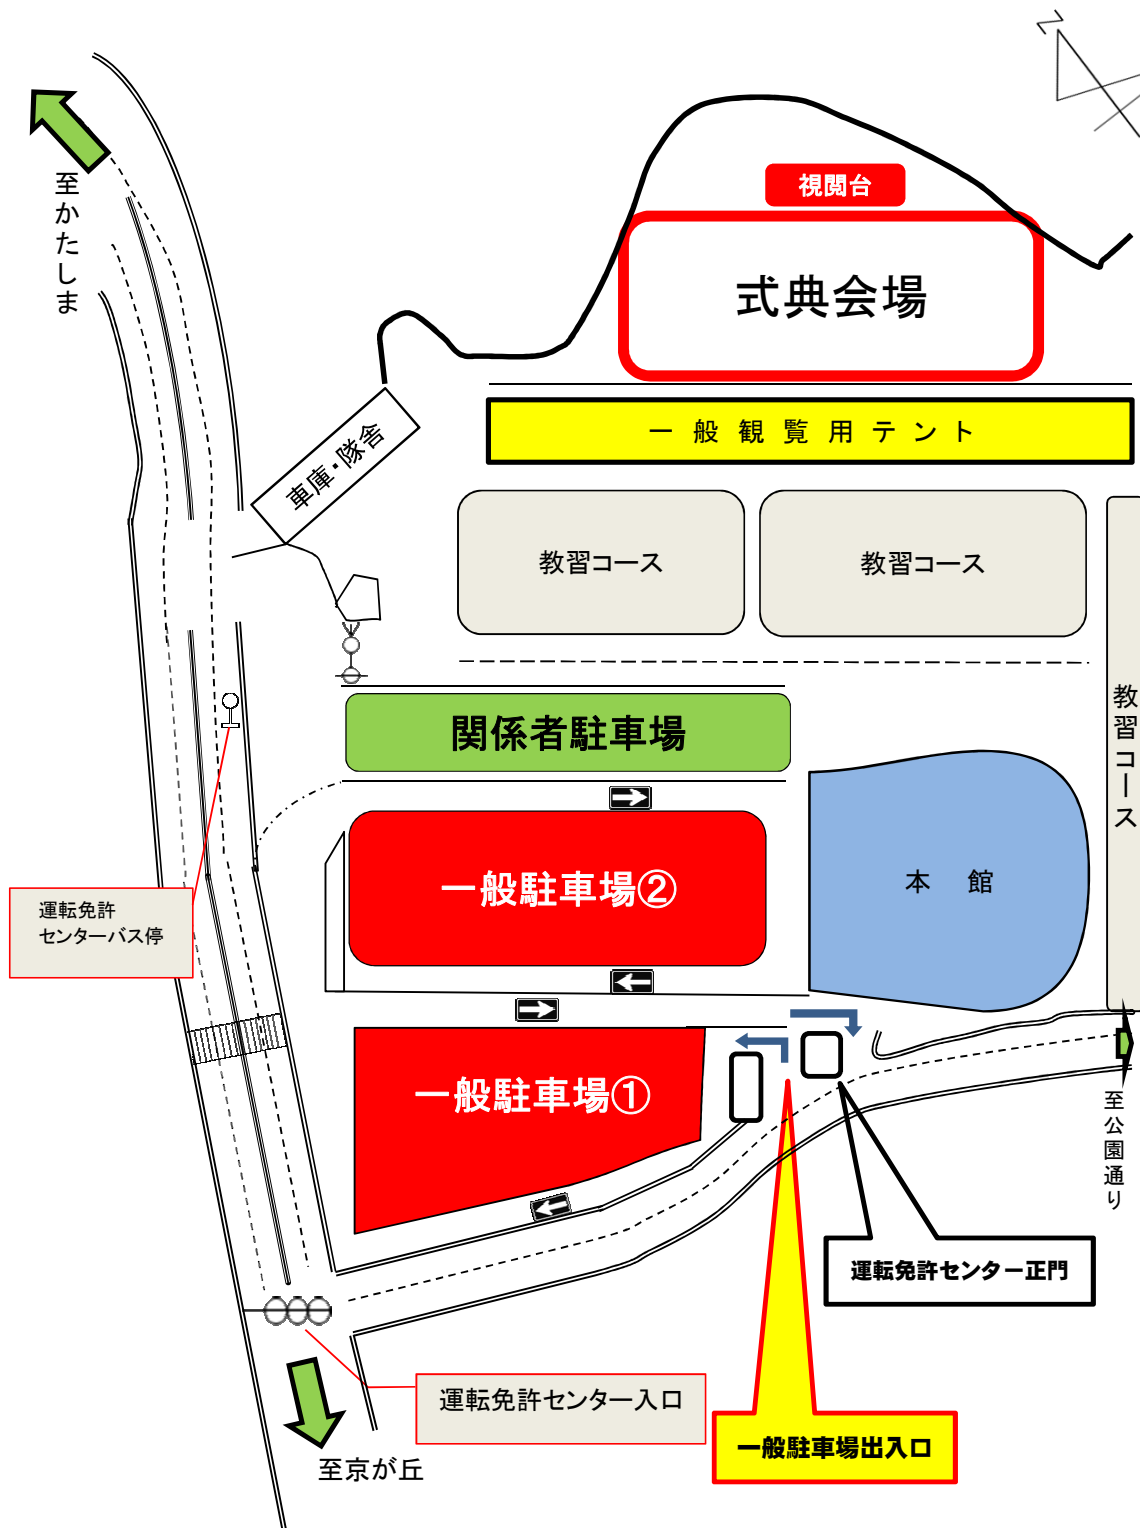 N
至かたしま
視閲台
式典会場
一般観覧用テント
車庫・隊舎
教習コース
教習コース
教習コース
関係者駐車場
一般駐車場②
本 館
運転免許
センターバス停
一般駐車場①
至公園通り
運転免許センター正門
運転免許センター入口
一般駐車場出入口
至京が丘